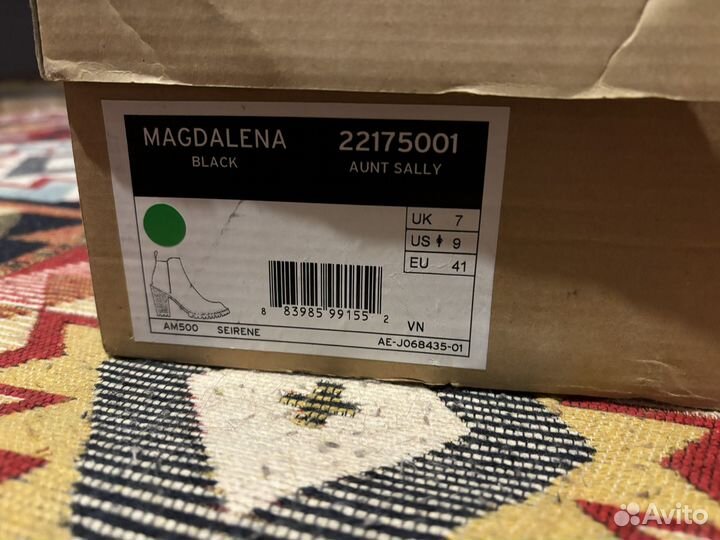 MAGDALENA 22175001
BLACK AUNT SALLY
UK 7
US 9
EU 41
8 83985 99155 2
VN
AM500 SEIRENE AE-J068435-01
Avito